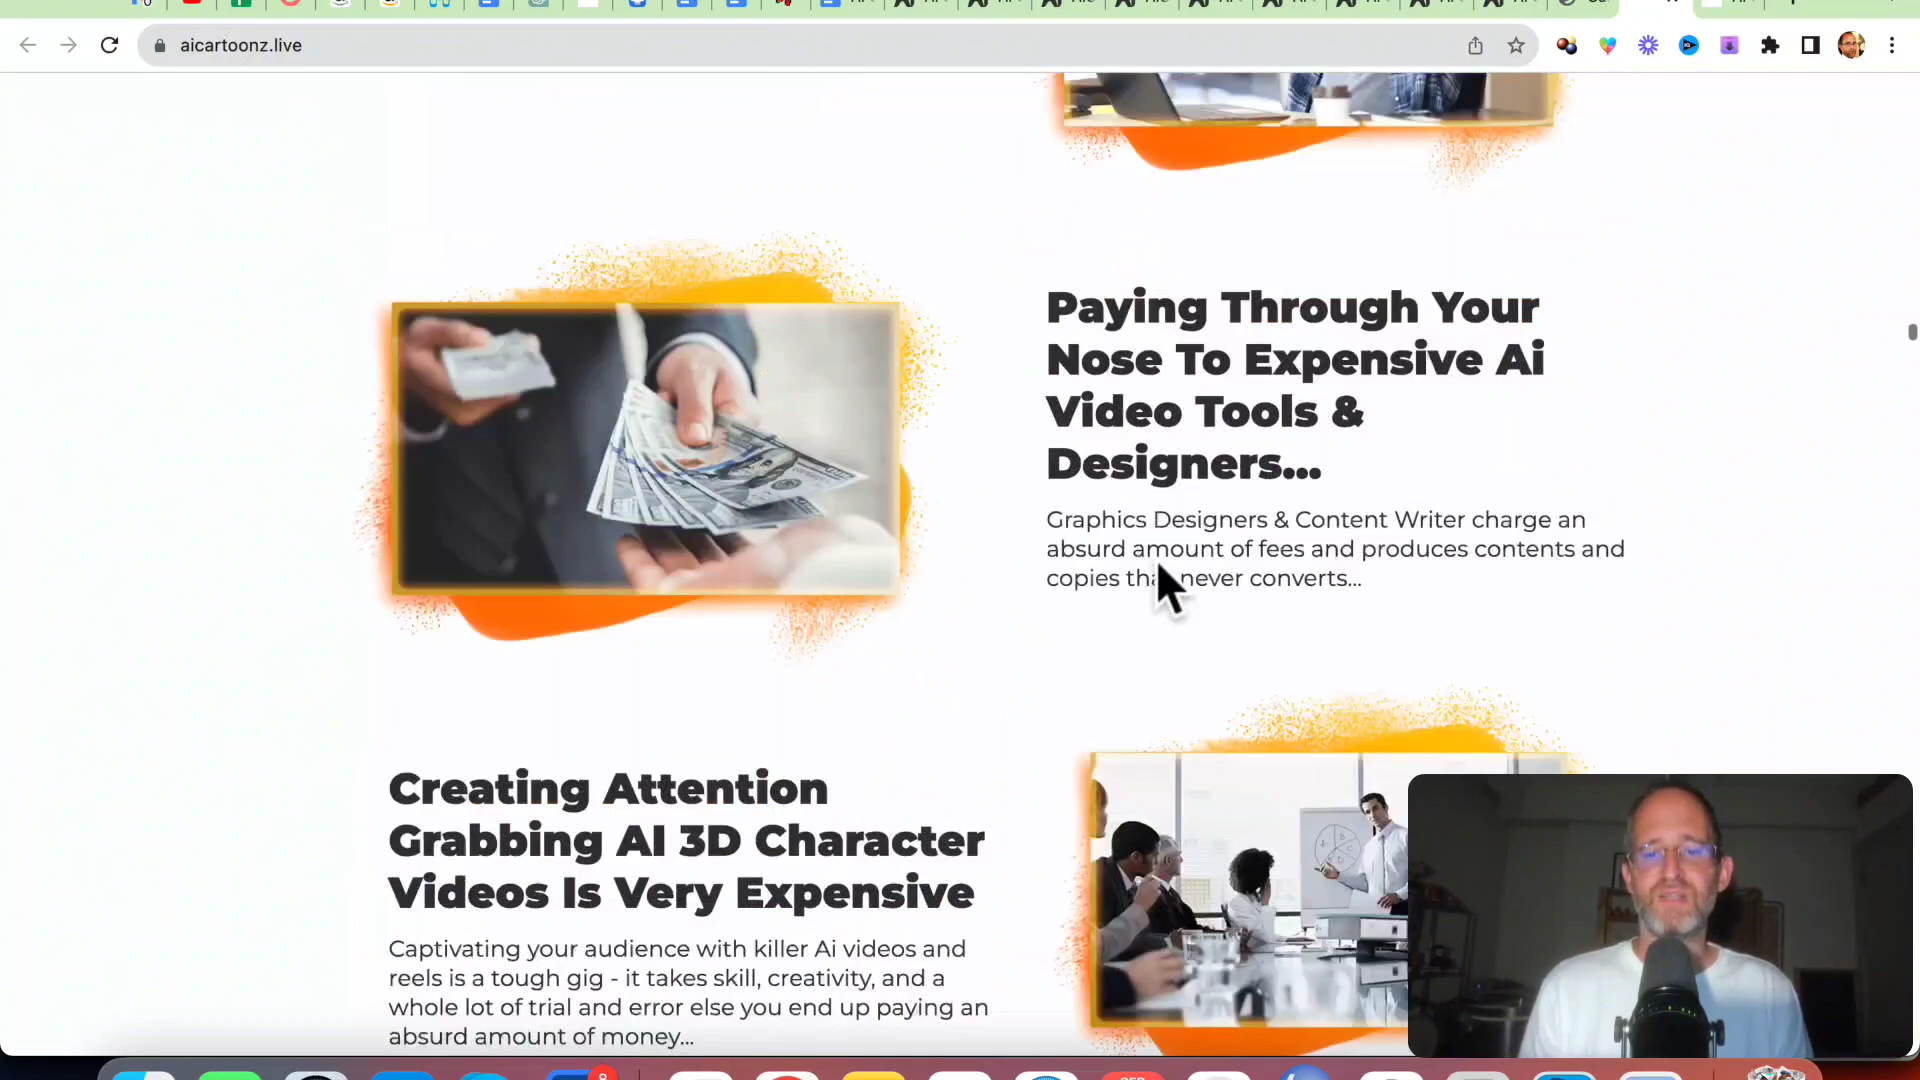 aicartoonz.live
Paying Through Your
Nose To Expensive Ai
Video Tools &
Designers...
Graphics Designers & Content Writer charge an
absurd amount of fees and produces contents and
copies never converts...
Creating Attention
Grabbing AI 3D Character
Videos Is Very Expensive
Captivating your audience with killer Ai videos and
reels is a tough gig - it takes skill, creativity, and a
whole lot of trial and error else you end up paying an
absurd amount of money...